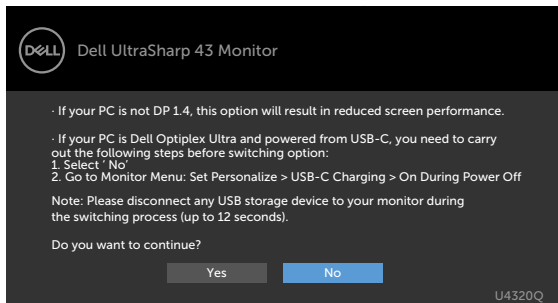 DELL Dell UltraSharp 43 Monitor
· If your PC is not DP 1.4, this option will result in reduced screen performance.
· If your PC is Dell Optiplex Ultra and powered from USB-C, you need to carry
out the following steps before switching option:
1. Select ‘ No’
2. Go to Monitor Menu: Set Personalize > USB-C Charging > On During Power Off
Note: Please disconnect any USB storage device to your monitor during
the switching process (up to 12 seconds).
Do you want to continue?
Yes No
U4320Q